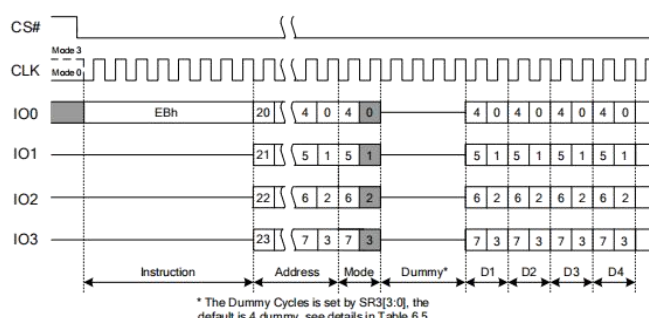 CS#
Mode 3
CLK
Mode 0
IO0 EBh 20 4 0 4 0 4 0 4 0 4 0 4 0
IO1 21 5 1 5 1 5 1 5 1 5 1 5 1
IO2 22 6 2 6 2 6 2 6 2 6 2 6 2
IO3 23 7 3 7 3 7 3 7 3 7 3 7 3
Instruction Address Mode Dummy* D1 D2 D3 D4
* The Dummy Cycles is set by SR3[3:0], the
default is 4 dummy, see details in Table 6.5